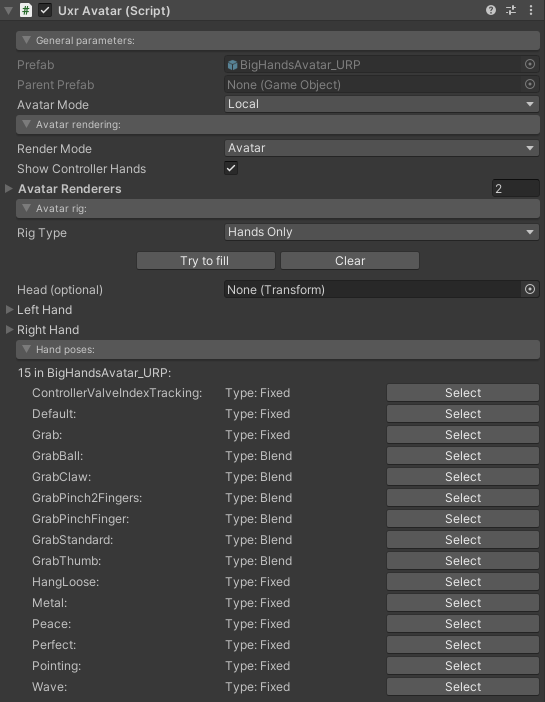 Uxr Avatar (Script)
General parameters:
Prefab BigHandsAvatar_URP
Parent Prefab None (Game Object)
Avatar Mode Local
Avatar rendering:
Render Mode Avatar
Show Controller Hands
Avatar Renderers 2
Avatar rig:
Rig Type Hands Only
Try to fill Clear
Head (optional) None (Transform)
Left Hand
Right Hand
Hand poses:
15 in BigHandsAvatar_URP:
ControllerValveIndexTracking: Type: Fixed Select
Default: Type: Fixed Select
Grab: Type: Fixed Select
GrabBall: Type: Blend Select
GrabClaw: Type: Blend Select
GrabPinch2Fingers: Type: Blend Select
GrabPinchFinger: Type: Blend Select
GrabStandard: Type: Blend Select
GrabThumb: Type: Blend Select
HangLoose: Type: Fixed Select
Metal: Type: Fixed Select
Peace: Type: Fixed Select
Perfect: Type: Fixed Select
Pointing: Type: Fixed Select
Wave: Type: Fixed Select